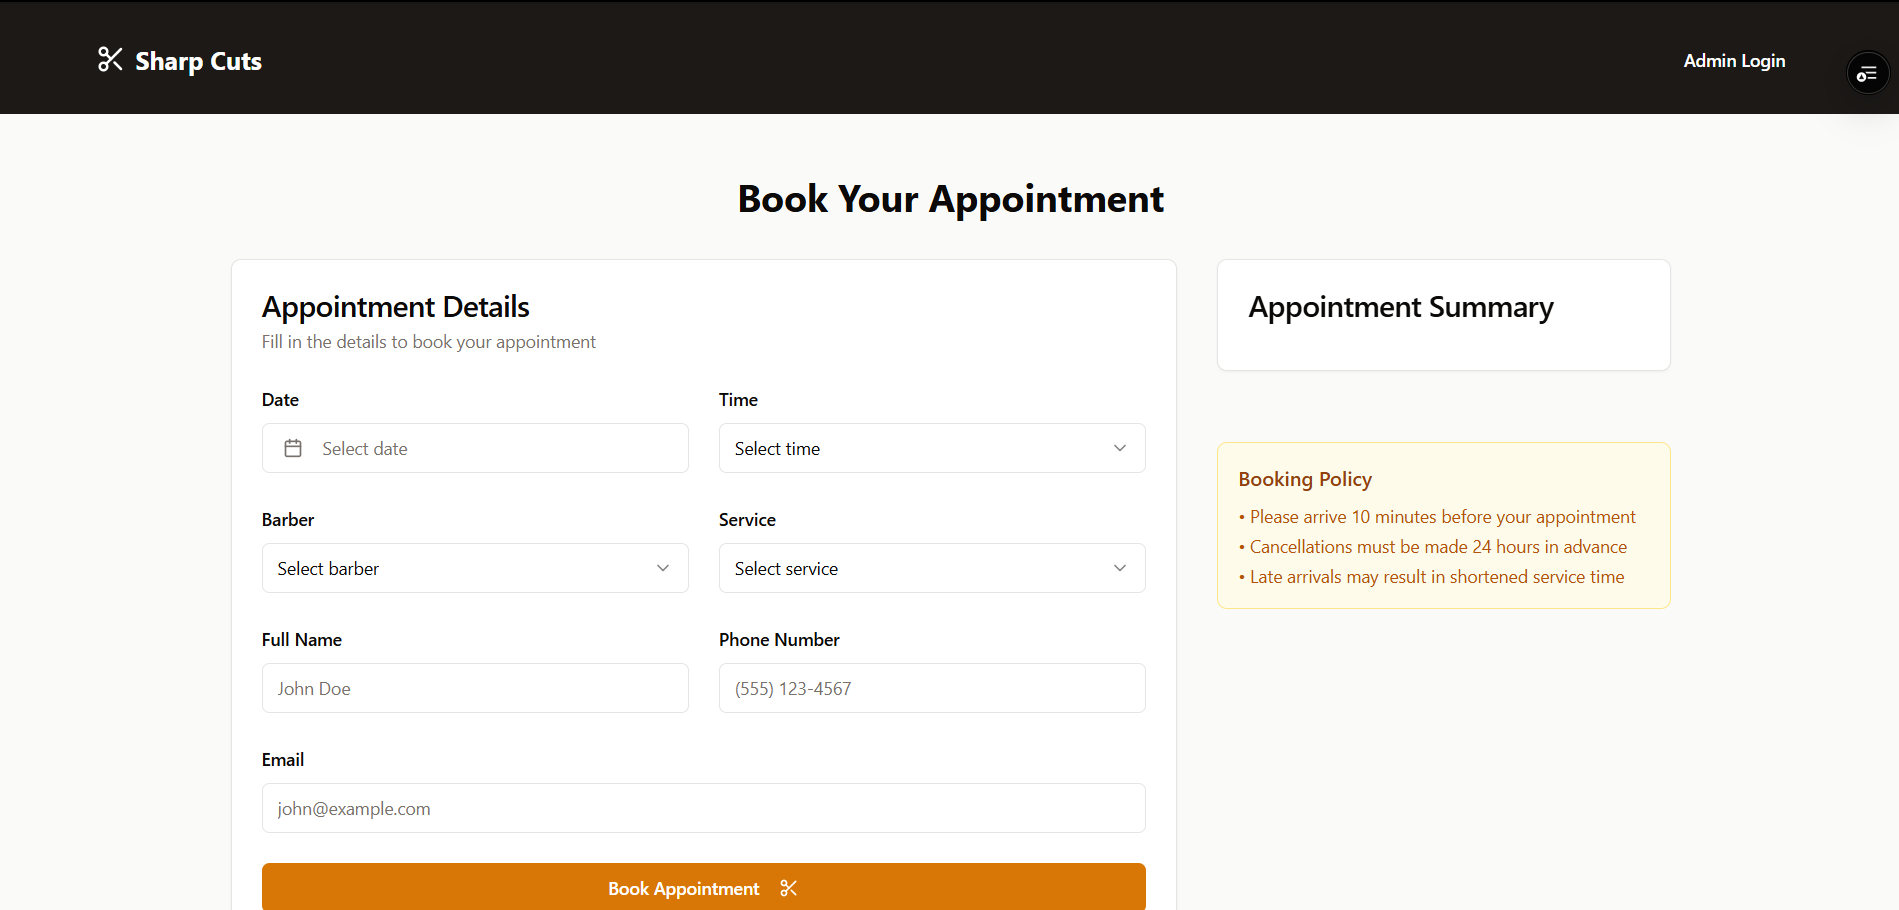 Sharp Cuts
Admin Login
Book Your Appointment
Appointment Details
Fill in the details to book your appointment
Date
Time
Select date
Select time
Barber
Service
Select barber
Select service
Full Name
Phone Number
John Doe
(555) 123-4567
Email
john@example.com
Book Appointment
Appointment Summary
Booking Policy
• Please arrive 10 minutes before your appointment
• Cancellations must be made 24 hours in advance
• Late arrivals may result in shortened service time